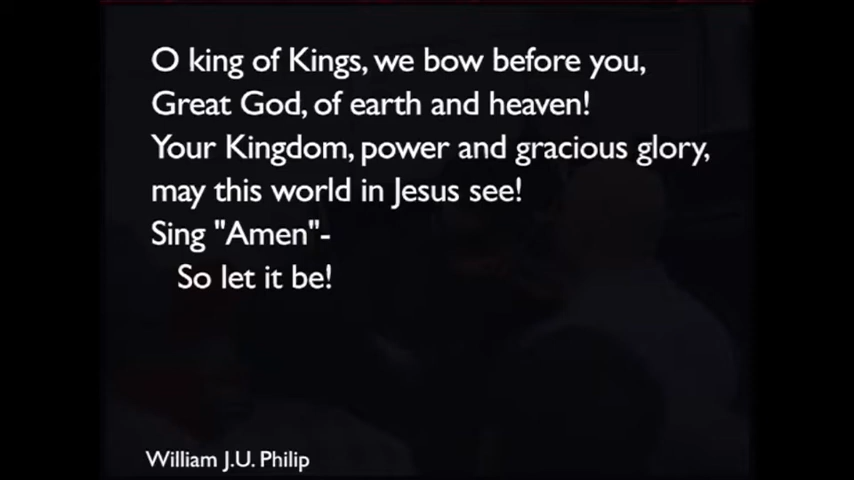 O king of Kings, we bow before you,
Great God, of earth and heaven!
Your Kingdom, power and gracious glory,
may this world in Jesus see!
Sing "Amen"-
So let it be!
William J.U. Philip